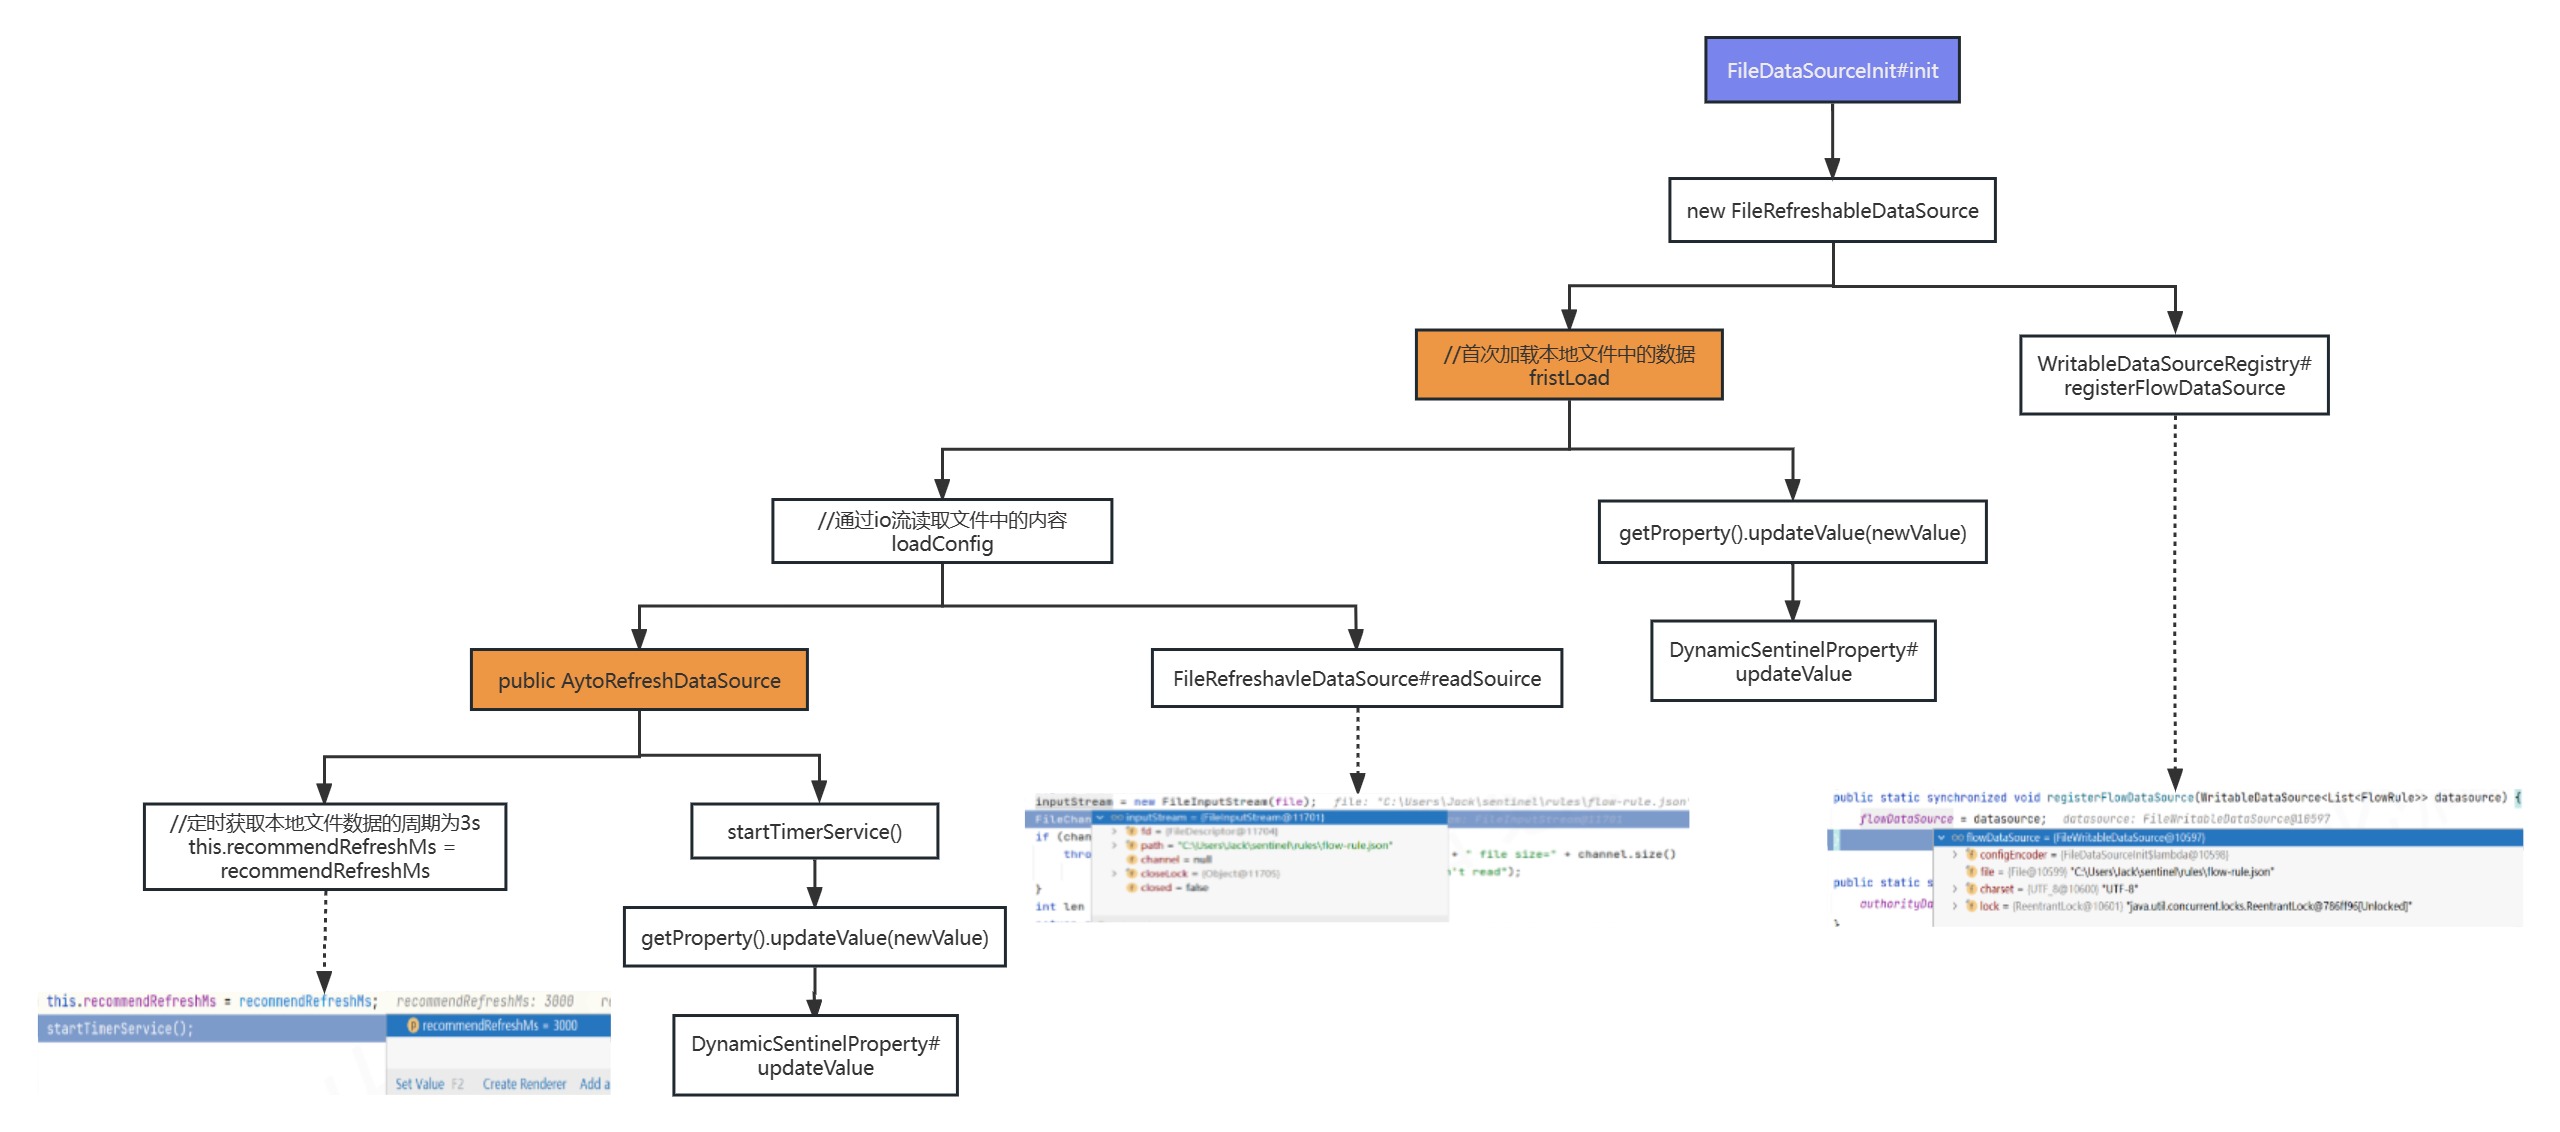 FileDataSourceInit#init
new FileRefreshableDataSource
//首次加载本地文件中的数据
fristLoad
WritableDataSourceRegistry#
registerFlowDataSource
//通过io流读取文件中的内容
loadConfig
getProperty().updateValue(newValue)
DynamicSentinelProperty#
updateValue
public AytoRefreshDataSource
FileRefreshavleDataSource#readSouirce
//定时获取本地文件数据的周期为3s
this.recommendRefreshMs =
recommendRefreshMs
startTimerService()
getProperty().updateValue(newValue)
DynamicSentinelProperty#
updateValue
inputStream = new FileInputStream(file); file: "C:\Users\Jack\sentinel\rules\flow-rule.json"
FileChan
inputStream = {FileInputStream@11701}
if (chan
fd = {FileDescriptor@11704}
thro
path = "C:\Users\Jack\sentinel\rules\flow-rule.json"
+ " file size=" + channel.size()
channel = null
closeLock = {Object@11705}
't read");
closed = false
}
int len
public static synchronized void registerFlowDataSource(WritableDataSource<List<FlowRule>> datasource) {
flowDataSource = datasource; datasource: FileWritableDataSource@10597
flowDataSource = {FileWritableDataSource@10597}
configEncoder = {FileDataSourceInit$lambda@10598}
file = {File@10599} "C:\Users\Jack\sentinel\rules\flow-rule.json"
public static s
charset = {UTF_8@10600} "UTF-8"
authorityDa
lock = {ReentrantLock@10601} "java.util.concurrent.locks.ReentrantLock@786ff96[Unlocked]"
}
this.recommendRefreshMs = recommendRefreshMs; recommendRefreshMs: 3000 re
startTimerService();
recommendRefreshMs = 3000
Set Value F2 Create Renderer Add a